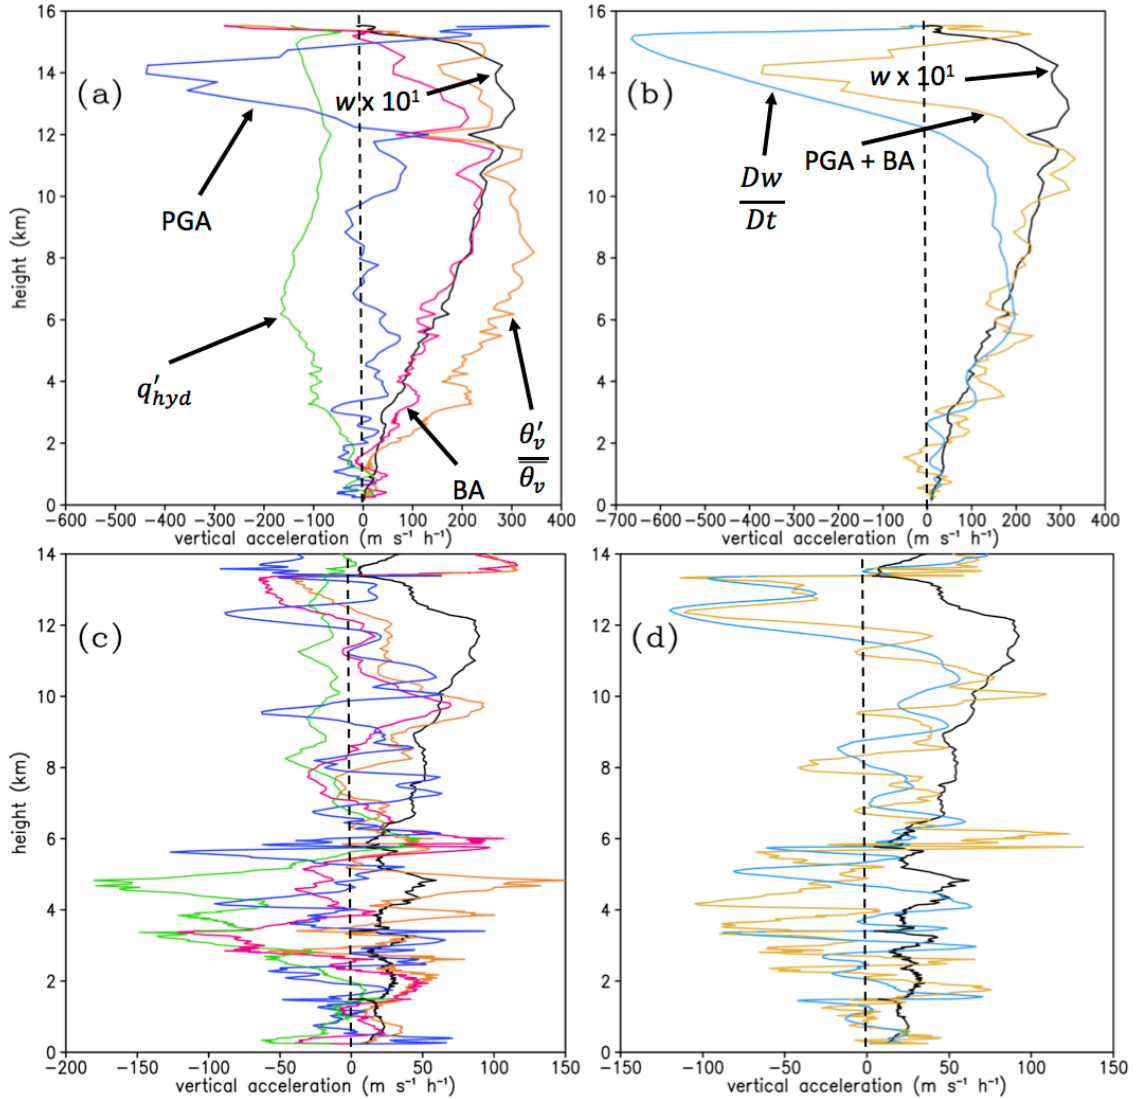 16
14
12
10
8
6
4
2
0
height (km)
(a)
w x 10¹
PGA
q′hyd
BA
θ′v
θv
−600 −500 −400 −300 −200 −100 0 100 200 300 400
vertical acceleration (m s⁻¹ h⁻¹)
16
14
12
10
8
6
4
2
0
(b)
w x 10¹
PGA + BA
Dw
Dt
−700 −600 −500 −400 −300 −200 −100 0 100 200 300 400
vertical acceleration (m s⁻¹ h⁻¹)
14
12
10
8
6
4
2
0
height (km)
(c)
−200 −150 −100 −50 0 50 100 150
vertical acceleration (m s⁻¹ h⁻¹)
14
12
10
8
6
4
2
0
(d)
−150 −100 −50 0 50 100 150
vertical acceleration (m s⁻¹ h⁻¹)